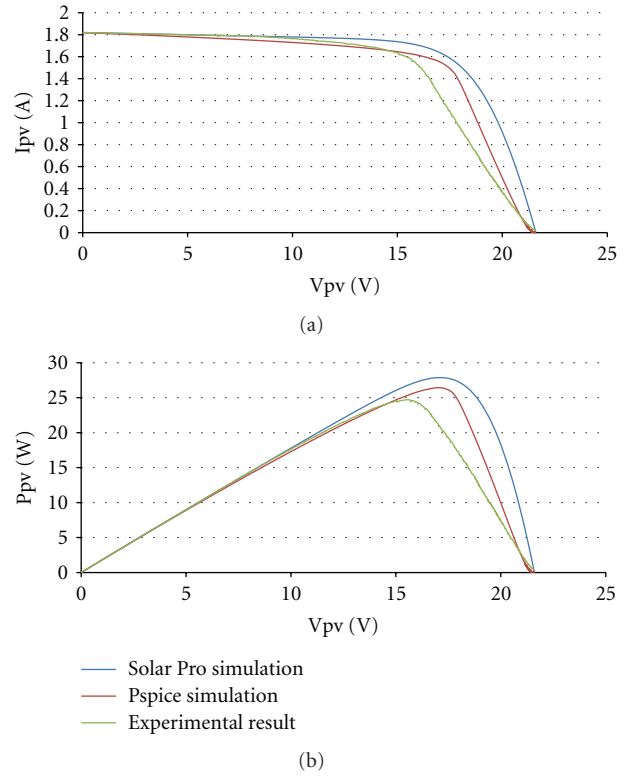 2
1.8
1.6
1.4
1.2
1
0.8
0.6
0.4
0.2
0
Ipv (A)
0 5 10 15 20 25
Vpv (V)
(a)
30
25
20
15
10
5
0
Ppv (W)
0 5 10 15 20 25
Vpv (V)
Solar Pro simulation
Pspice simulation
Experimental result
(b)